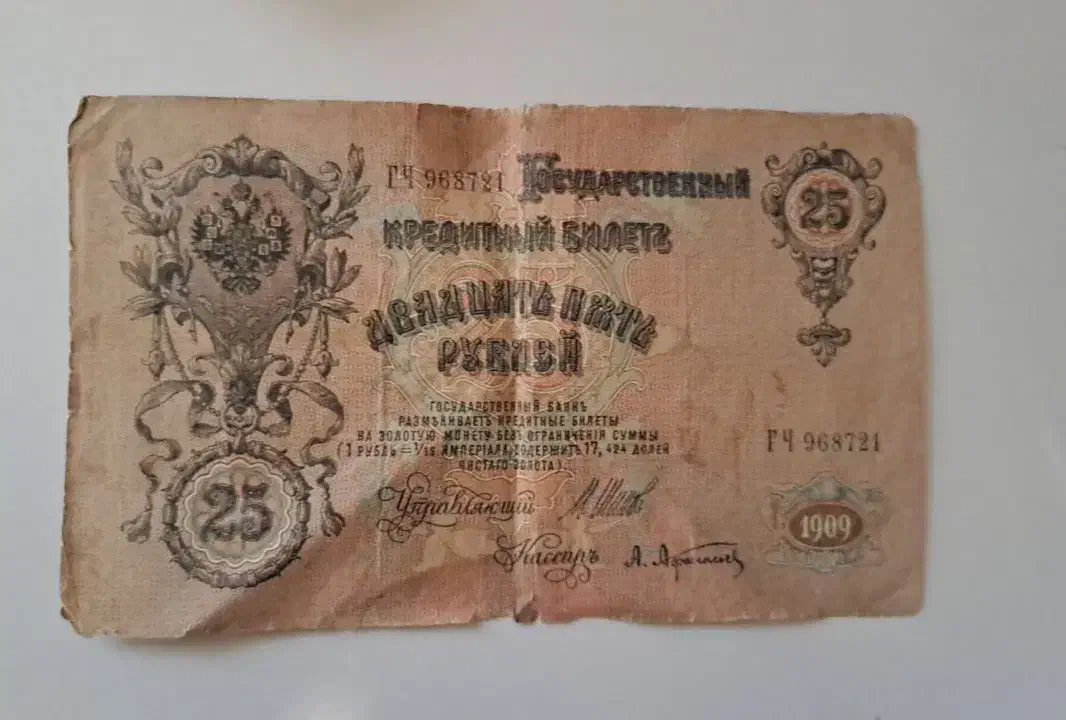 ГЧ 968721 Государственный
25
кредитный билетъ
Двадцать пять
рублей
ГОСУДАРСТВЕННЫЙ БАНКЪ
РАЗМѢНИВАЕТЪ КРЕДИТНЫЕ БИЛЕТЫ
НА ЗОЛОТУЮ МОНЕТУ БЕЗЪ ОГРАНИЧЕНІЯ СУММЫ
(1 РУБЛЬ = 1/15 ИМПЕРІАЛА, СОДЕРЖИТЪ 17,424 ДОЛЕЙ
ЧИСТАГО ЗОЛОТА).
ГЧ 968721
25
Управляющій
1909
Кассиръ